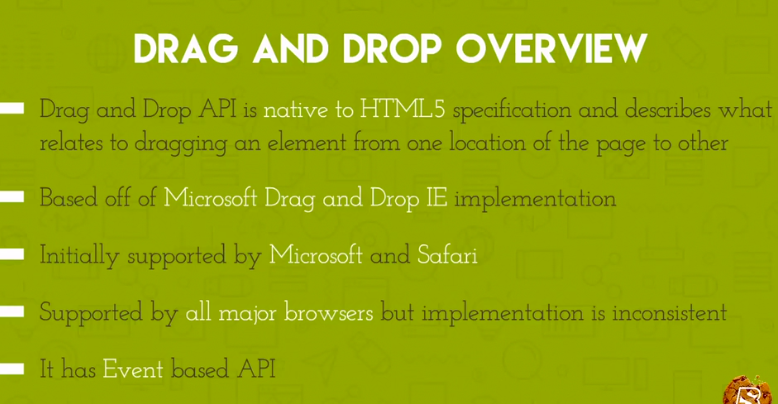 DRAG AND DROP OVERVIEW
Drag and Drop API is native to HTML5 specification and describes what
relates to dragging an element from one location of the page to other
Based off of Microsoft Drag and Drop IE implementation
Initially supported by Microsoft and Safari
Supported by all major browsers but implementation is inconsistent
It has Event based API